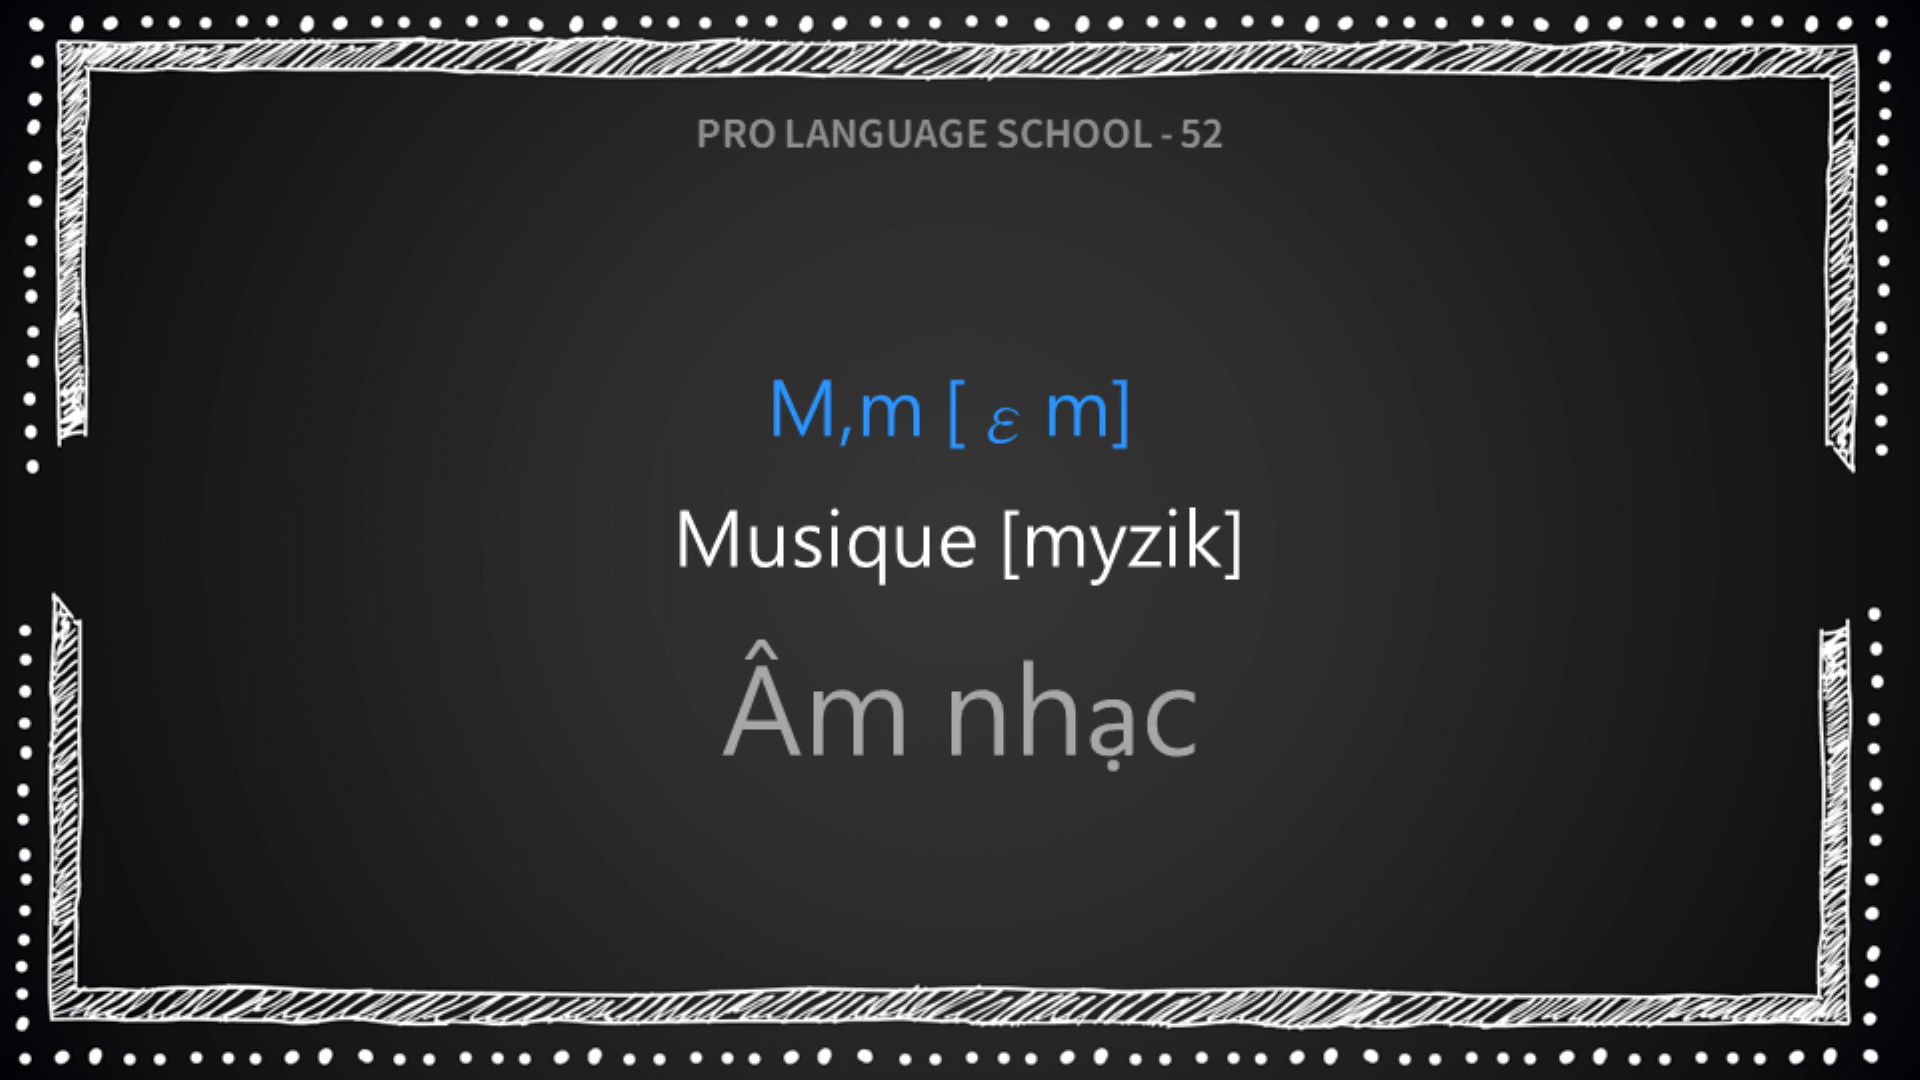 PRO LANGUAGE SCHOOL - 52
M,m [ ε m]
Musique [myzik]
Âm nhạc